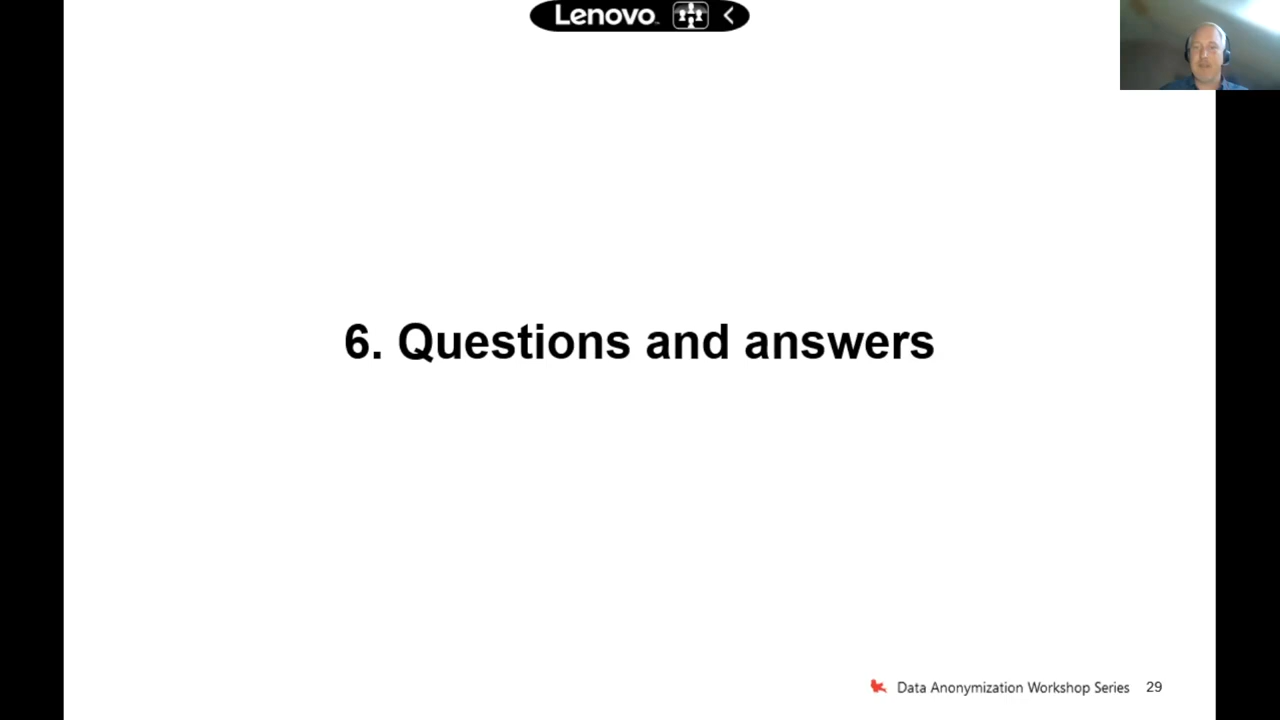 Lenovo
6. Questions and answers
Data Anonymization Workshop Series 29